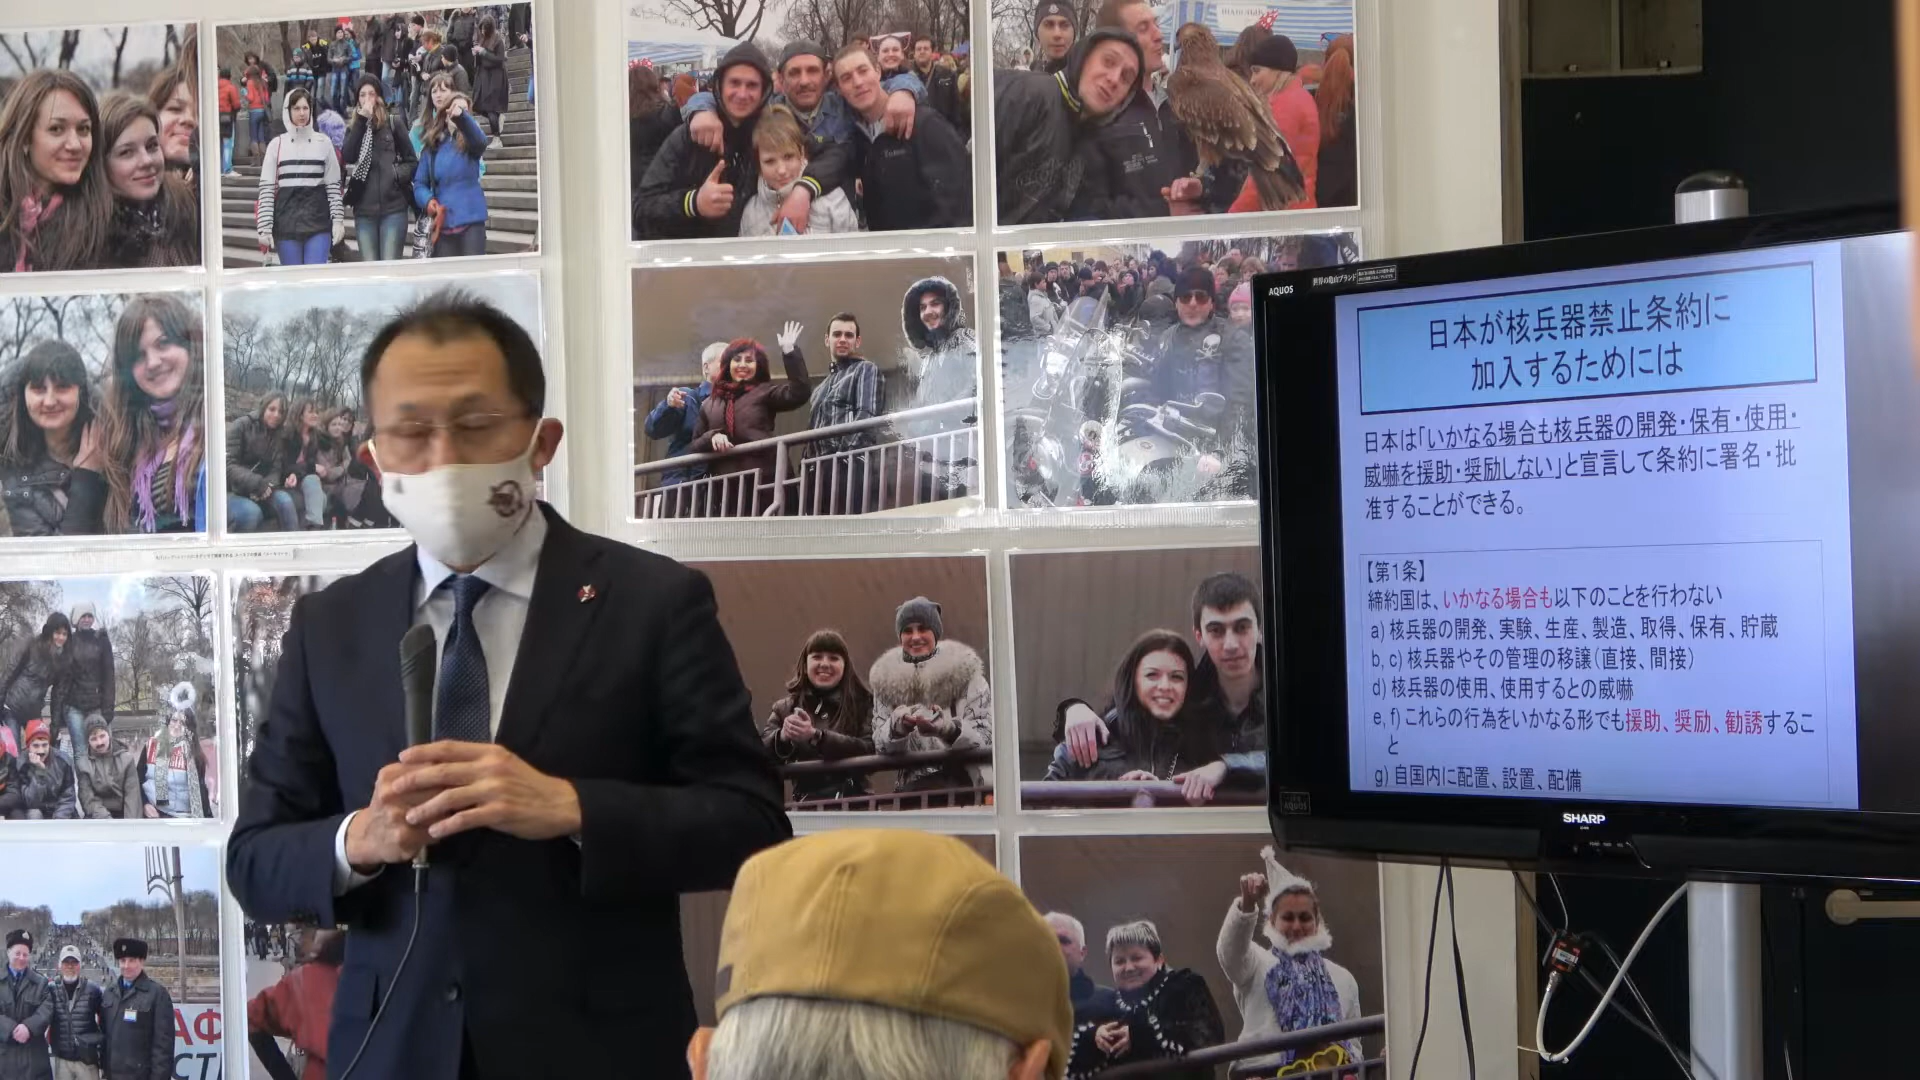 AQUOS
世界の亀山ブランド
日本が核兵器禁止条約に
加入するためには
日本は「いかなる場合も核兵器の開発・保有・使用・
威嚇を援助・奨励しない」と宣言して条約に署名・批
准することができる。
【第1条】
締約国は、いかなる場合も以下のことを行わない
a) 核兵器の開発、実験、生産、製造、取得、保有、貯蔵
b, c) 核兵器やその管理の移譲(直接、間接)
d) 核兵器の使用、使用するとの威嚇
e, f) これらの行為をいかなる形でも援助、奨励、勧誘するこ
と
g) 自国内に配置、設置、配備
SHARP